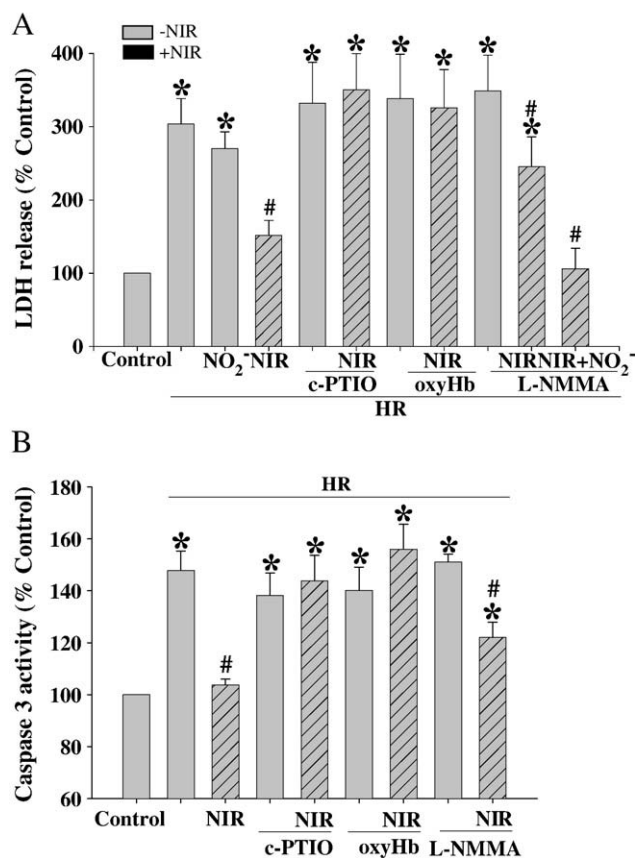 A
-NIR
+NIR
LDH release (% Control)
400
300
200
100
0
* * # * * * * * # * #
Control NO₂⁻ NIR NIR NIR NIR NIR+NO₂⁻
c-PTIO oxyHb L-NMMA
HR
B
HR
Caspase 3 activity (% Control)
180
160
140
120
100
80
60
* # * * * * * # *
Control NIR NIR NIR NIR
c-PTIO oxyHb L-NMMA